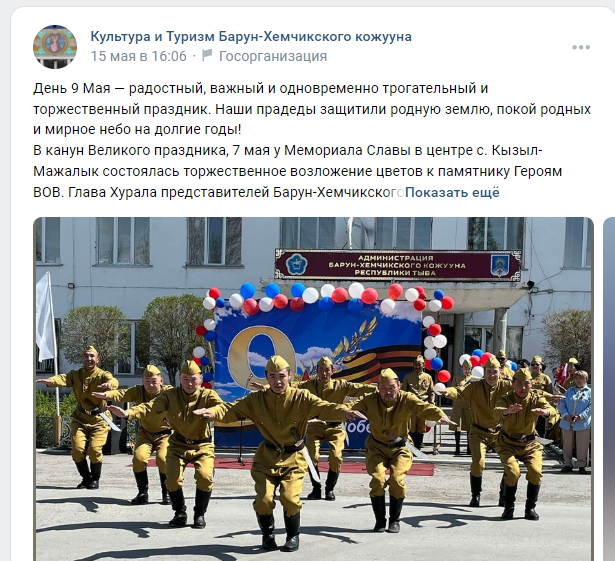 Культура и Туризм Барун-Хемчикского кожууна
15 мая в 16:06 · Госорганизация
День 9 Мая — радостный, важный и одновременно трогательный и
торжественный праздник. Наши прадеды защитили родную землю, покой родных
и мирное небо на долгие годы!
В канун Великого праздника, 7 мая у Мемориала Славы в центре с. Кызыл-
Мажалык состоялась торжественное возложение цветов к памятнику Героям
ВОВ. Глава Хурала представителей Барун-Хемчикского Показать ещё
АДМИНИСТРАЦИЯ
БАРУН-ХЕМЧИКСКОГО КОЖУУНА
РЕСПУБЛИКИ ТЫВА
9